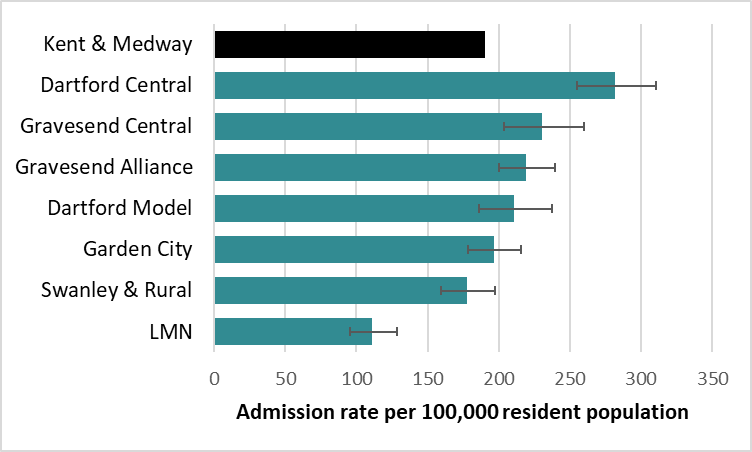 Kent & Medway
Dartford Central
Gravesend Central
Gravesend Alliance
Dartford Model
Garden City
Swanley & Rural
LMN
0 50 100 150 200 250 300 350
Admission rate per 100,000 resident population